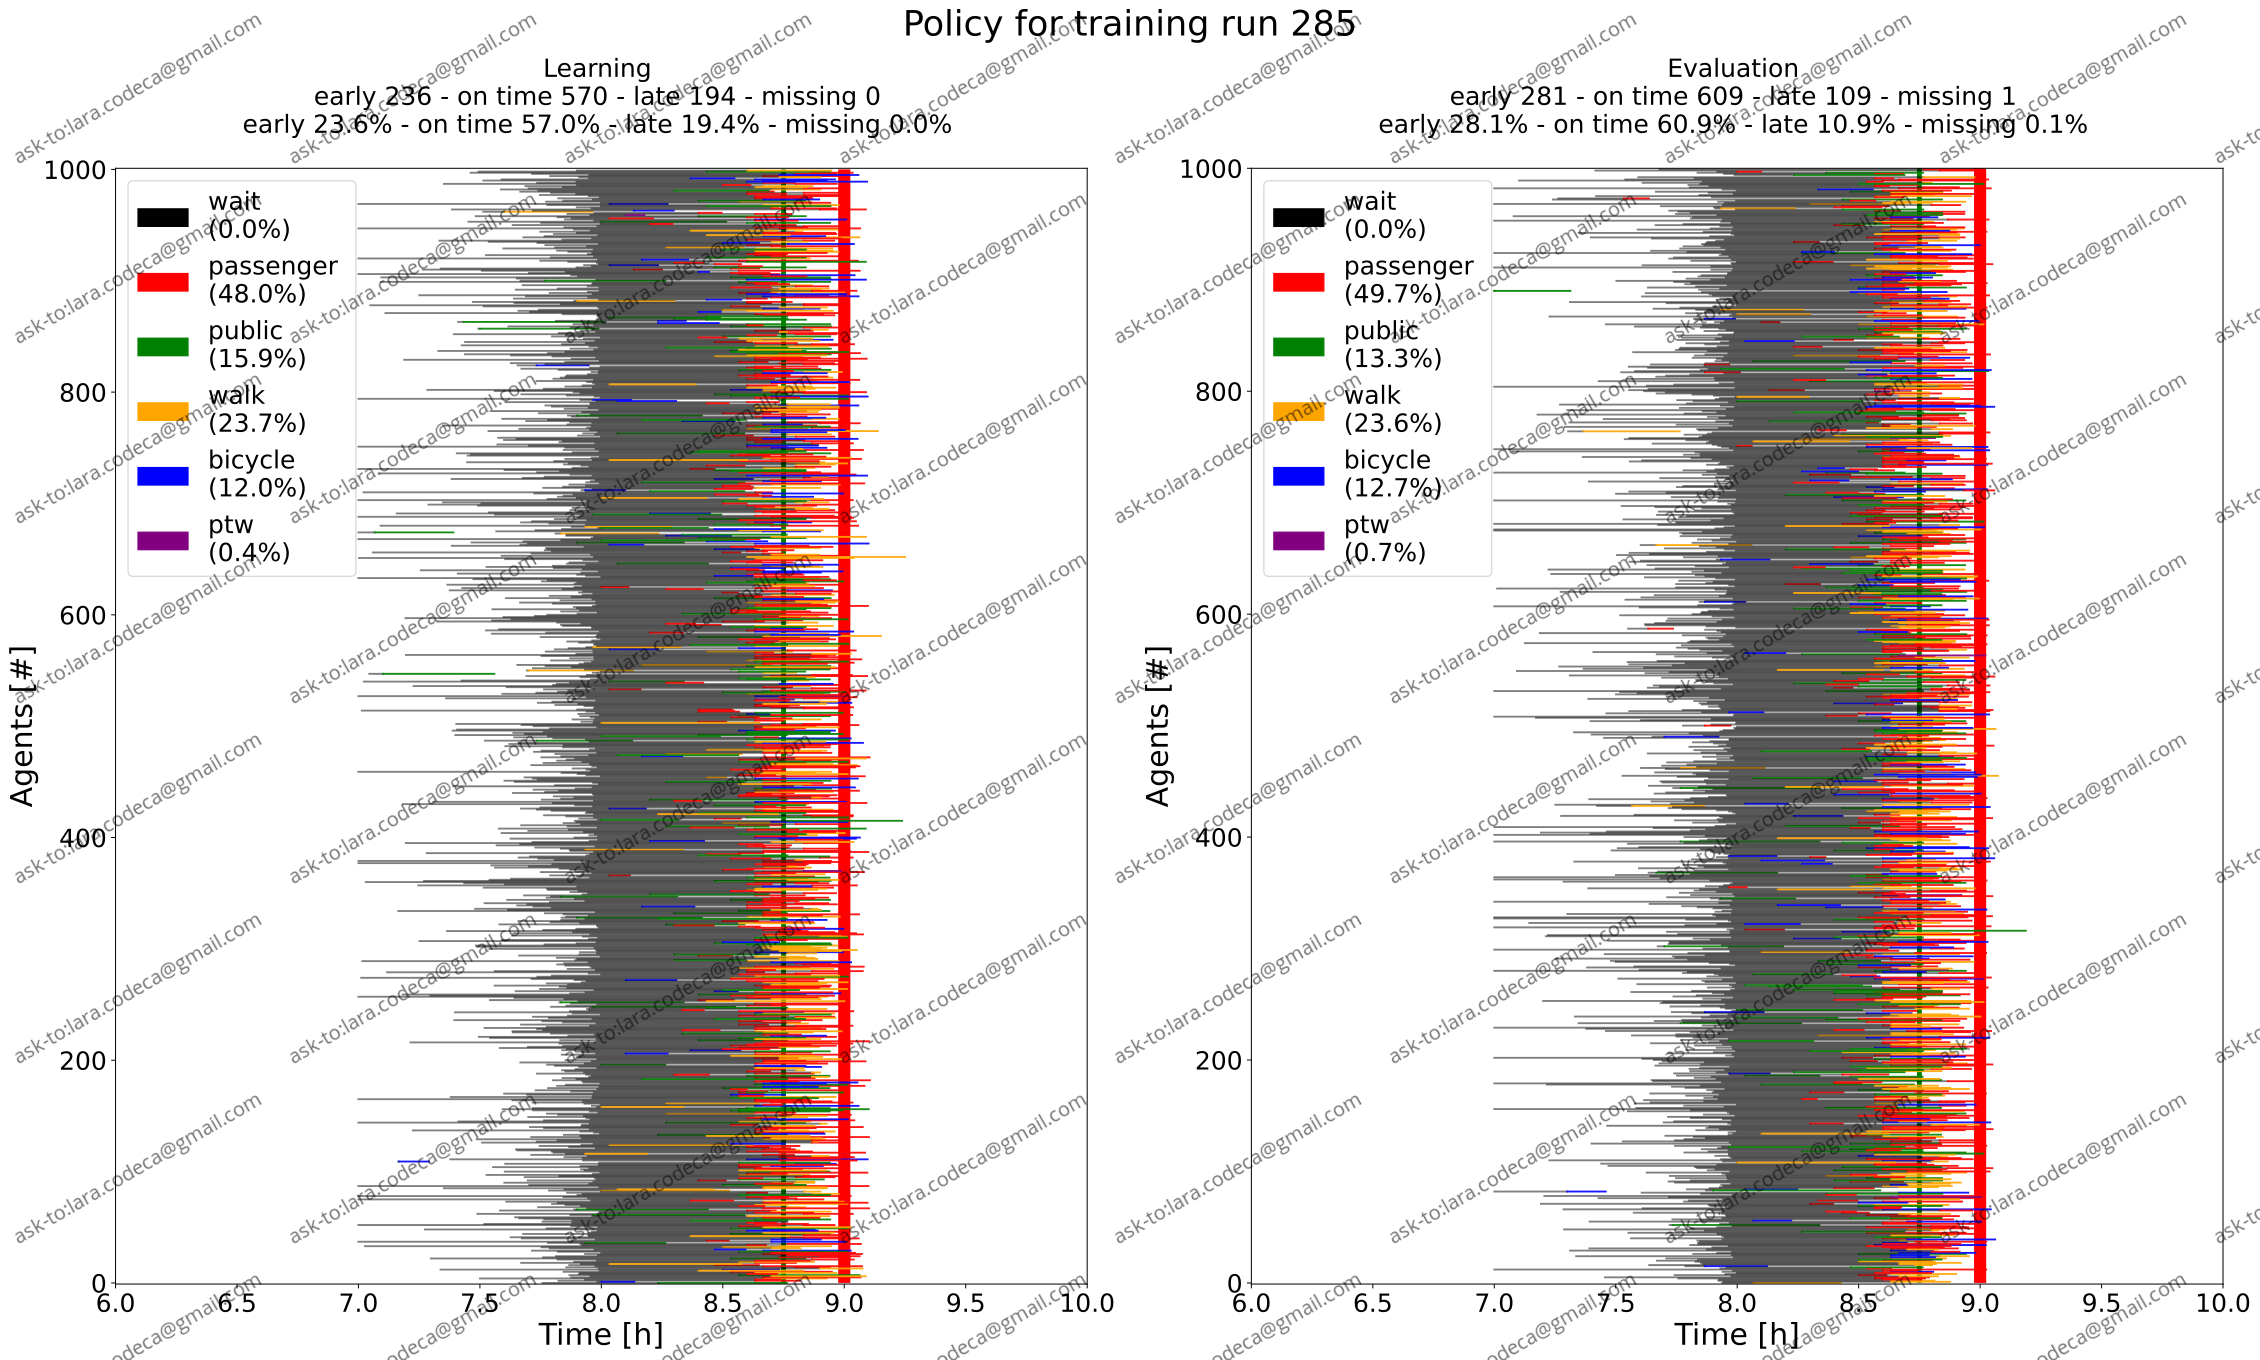 Policy for training run 285
Learning
early 236 - on time 570 - late 194 - missing 0
early 23.6% - on time 57.0% - late 19.4% - missing 0.0%
1000
800
600
400
200
0
Agents [#]
wait
(0.0%)
passenger
(48.0%)
public
(15.9%)
walk
(23.7%)
bicycle
(12.0%)
ptw
(0.4%)
6.0 6.5 7.0 7.5 8.0 8.5 9.0 9.5 10.0
Time [h]
Evaluation
early 281 - on time 609 - late 109 - missing 1
early 28.1% - on time 60.9% - late 10.9% - missing 0.1%
1000
800
600
400
200
0
Agents [#]
wait
(0.0%)
passenger
(49.7%)
public
(13.3%)
walk
(23.6%)
bicycle
(12.7%)
ptw
(0.7%)
6.0 6.5 7.0 7.5 8.0 8.5 9.0 9.5 10.0
Time [h]
ask-to:lara.codeca@gmail.com